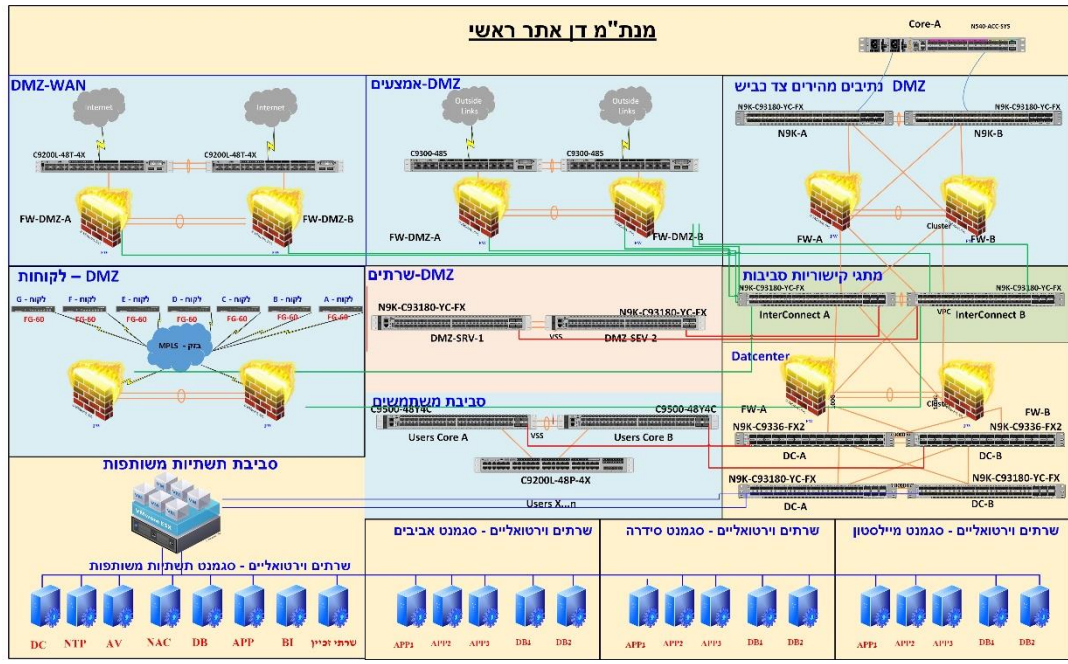 מנת"מ דן אתר ראשי
Core-A
N540-ACC-SYS
DMZ-WAN
internet
Internet
C9200L-48T-4X
C9200L-48T-4X
FW-DMZ-A
FW-DMZ-B
DMZ-אמצעים
Outside
Links
Outside
Links
C9300-48S
C9300-48S
FW-DMZ-A
FW-DMZ-B
DMZ נתיבים מהירים צד כביש
N9K-C93180-YC-FX
N9K-C93180-YC-FX
N9K-A
N9K-B
Cluster
FW-A
FW-B
DMZ – לקוחות
לקוח - G
לקוח - F
לקוח - E
לקוח - D
לקוח - C
לקוח - B
לקוח - A
FG-60
FG-60
FG-60
FG-60
FG-60
FG-60
FG-60
בזק - MPLS
DMZ-שרתים
N9K-C93180-YC-FX
N9K-C93180-YC-FX
DMZ-SRV-1
VSS
DMZ-SEV-2
מתגי קישוריות סביבות
N9K-C93180-YC-FX
N9K-C93180-YC-FX
InterConnect A
VPC
InterConnect B
Datacenter
FW-A
FW-B
N9K-C9336-FX2
N9K-C9336-FX2
DC-A
DC-B
N9K-C93180-YC-FX
N9K-C93180-YC-FX
DC-A
DC-B
סביבת משתמשים
C9500-48Y4C
C9500-48Y4C
Users Core A
VSS
Users Core B
C9200L-48P-4X
Users X...n
סביבת תשתיות משותפות
VMware ESX
שרתים וירטואליים - סגמנט תשתיות משותפות
DC
NTP
AV
NAC
DB
APP
BI
שרתי זכיין
שרתים וירטואליים - סגמנט אביבים
APP1
APP2
APP3
DB1
DB2
שרתים וירטואליים - סגמנט סידרה
APP1
APP2
APP3
DB1
DB2
שרתים וירטואליים - סגמנט מיילסטון
APP1
APP2
APP3
DB1
DB2